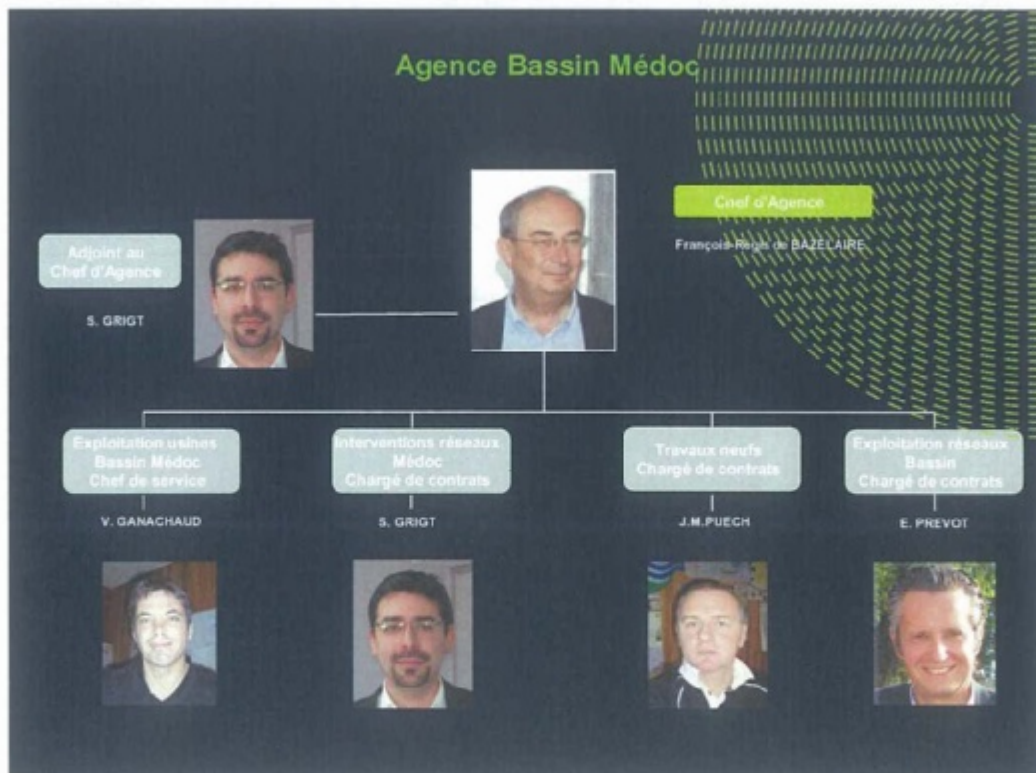 Agence Bassin Médoc
Chef d'Agence
François-Régis de BAZELAIRE
Adjoint au
Chef d'Agence
S. GRIGT
Exploitation usines
Bassin Médoc
Chef de service
V. GANACHAUD
Interventions réseaux
Médoc
Chargé de contrats
S. GRIGT
Travaux neufs
Chargé de contrats
J.M.PUECH
Exploitation réseaux
Bassin
Chargé de contrats
E. PREVOT